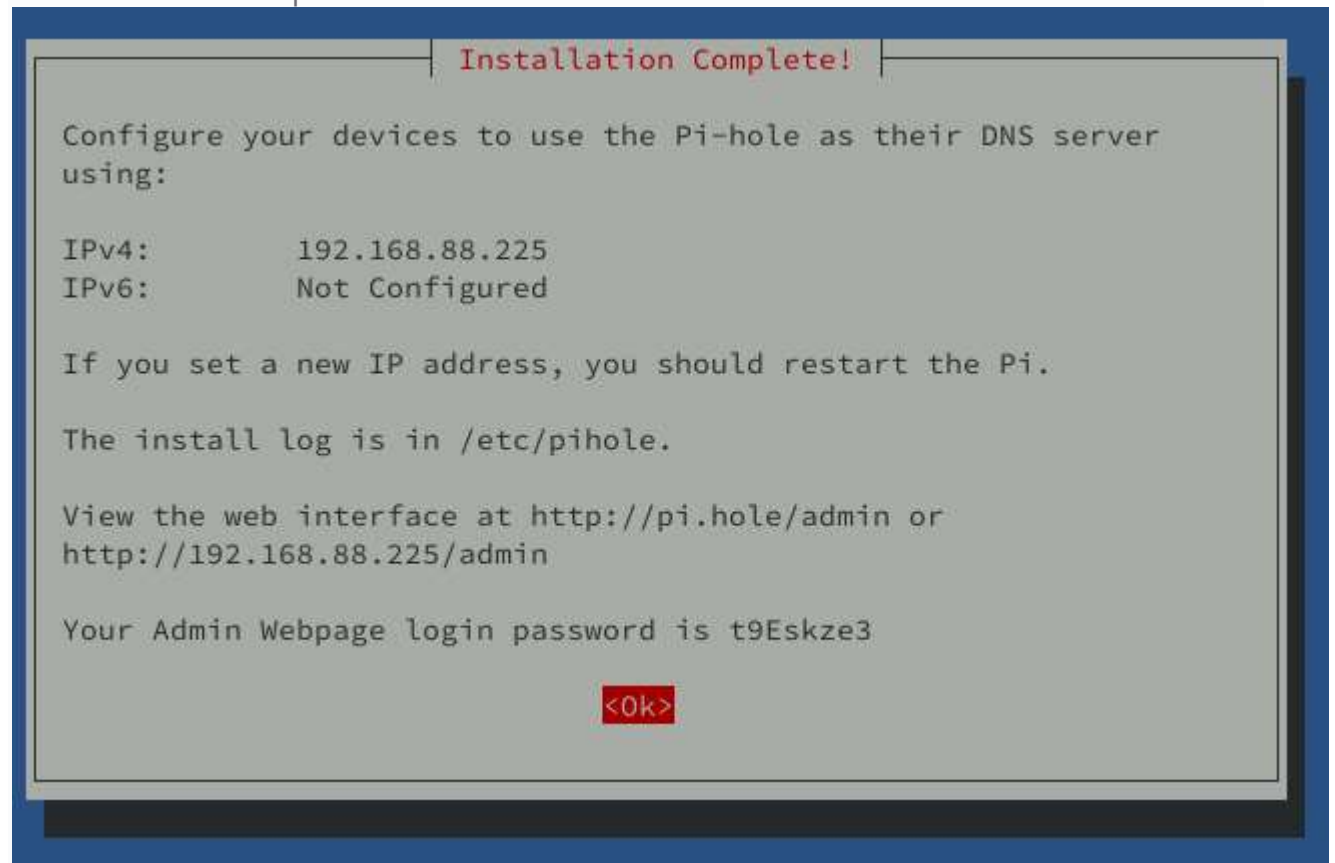 Installation Complete!
Configure your devices to use the Pi-hole as their DNS server
using:
IPv4: 192.168.88.225
IPv6: Not Configured
If you set a new IP address, you should restart the Pi.
The install log is in /etc/pihole.
View the web interface at http://pi.hole/admin or
http://192.168.88.225/admin
Your Admin Webpage login password is t9Eskze3
<Ok>